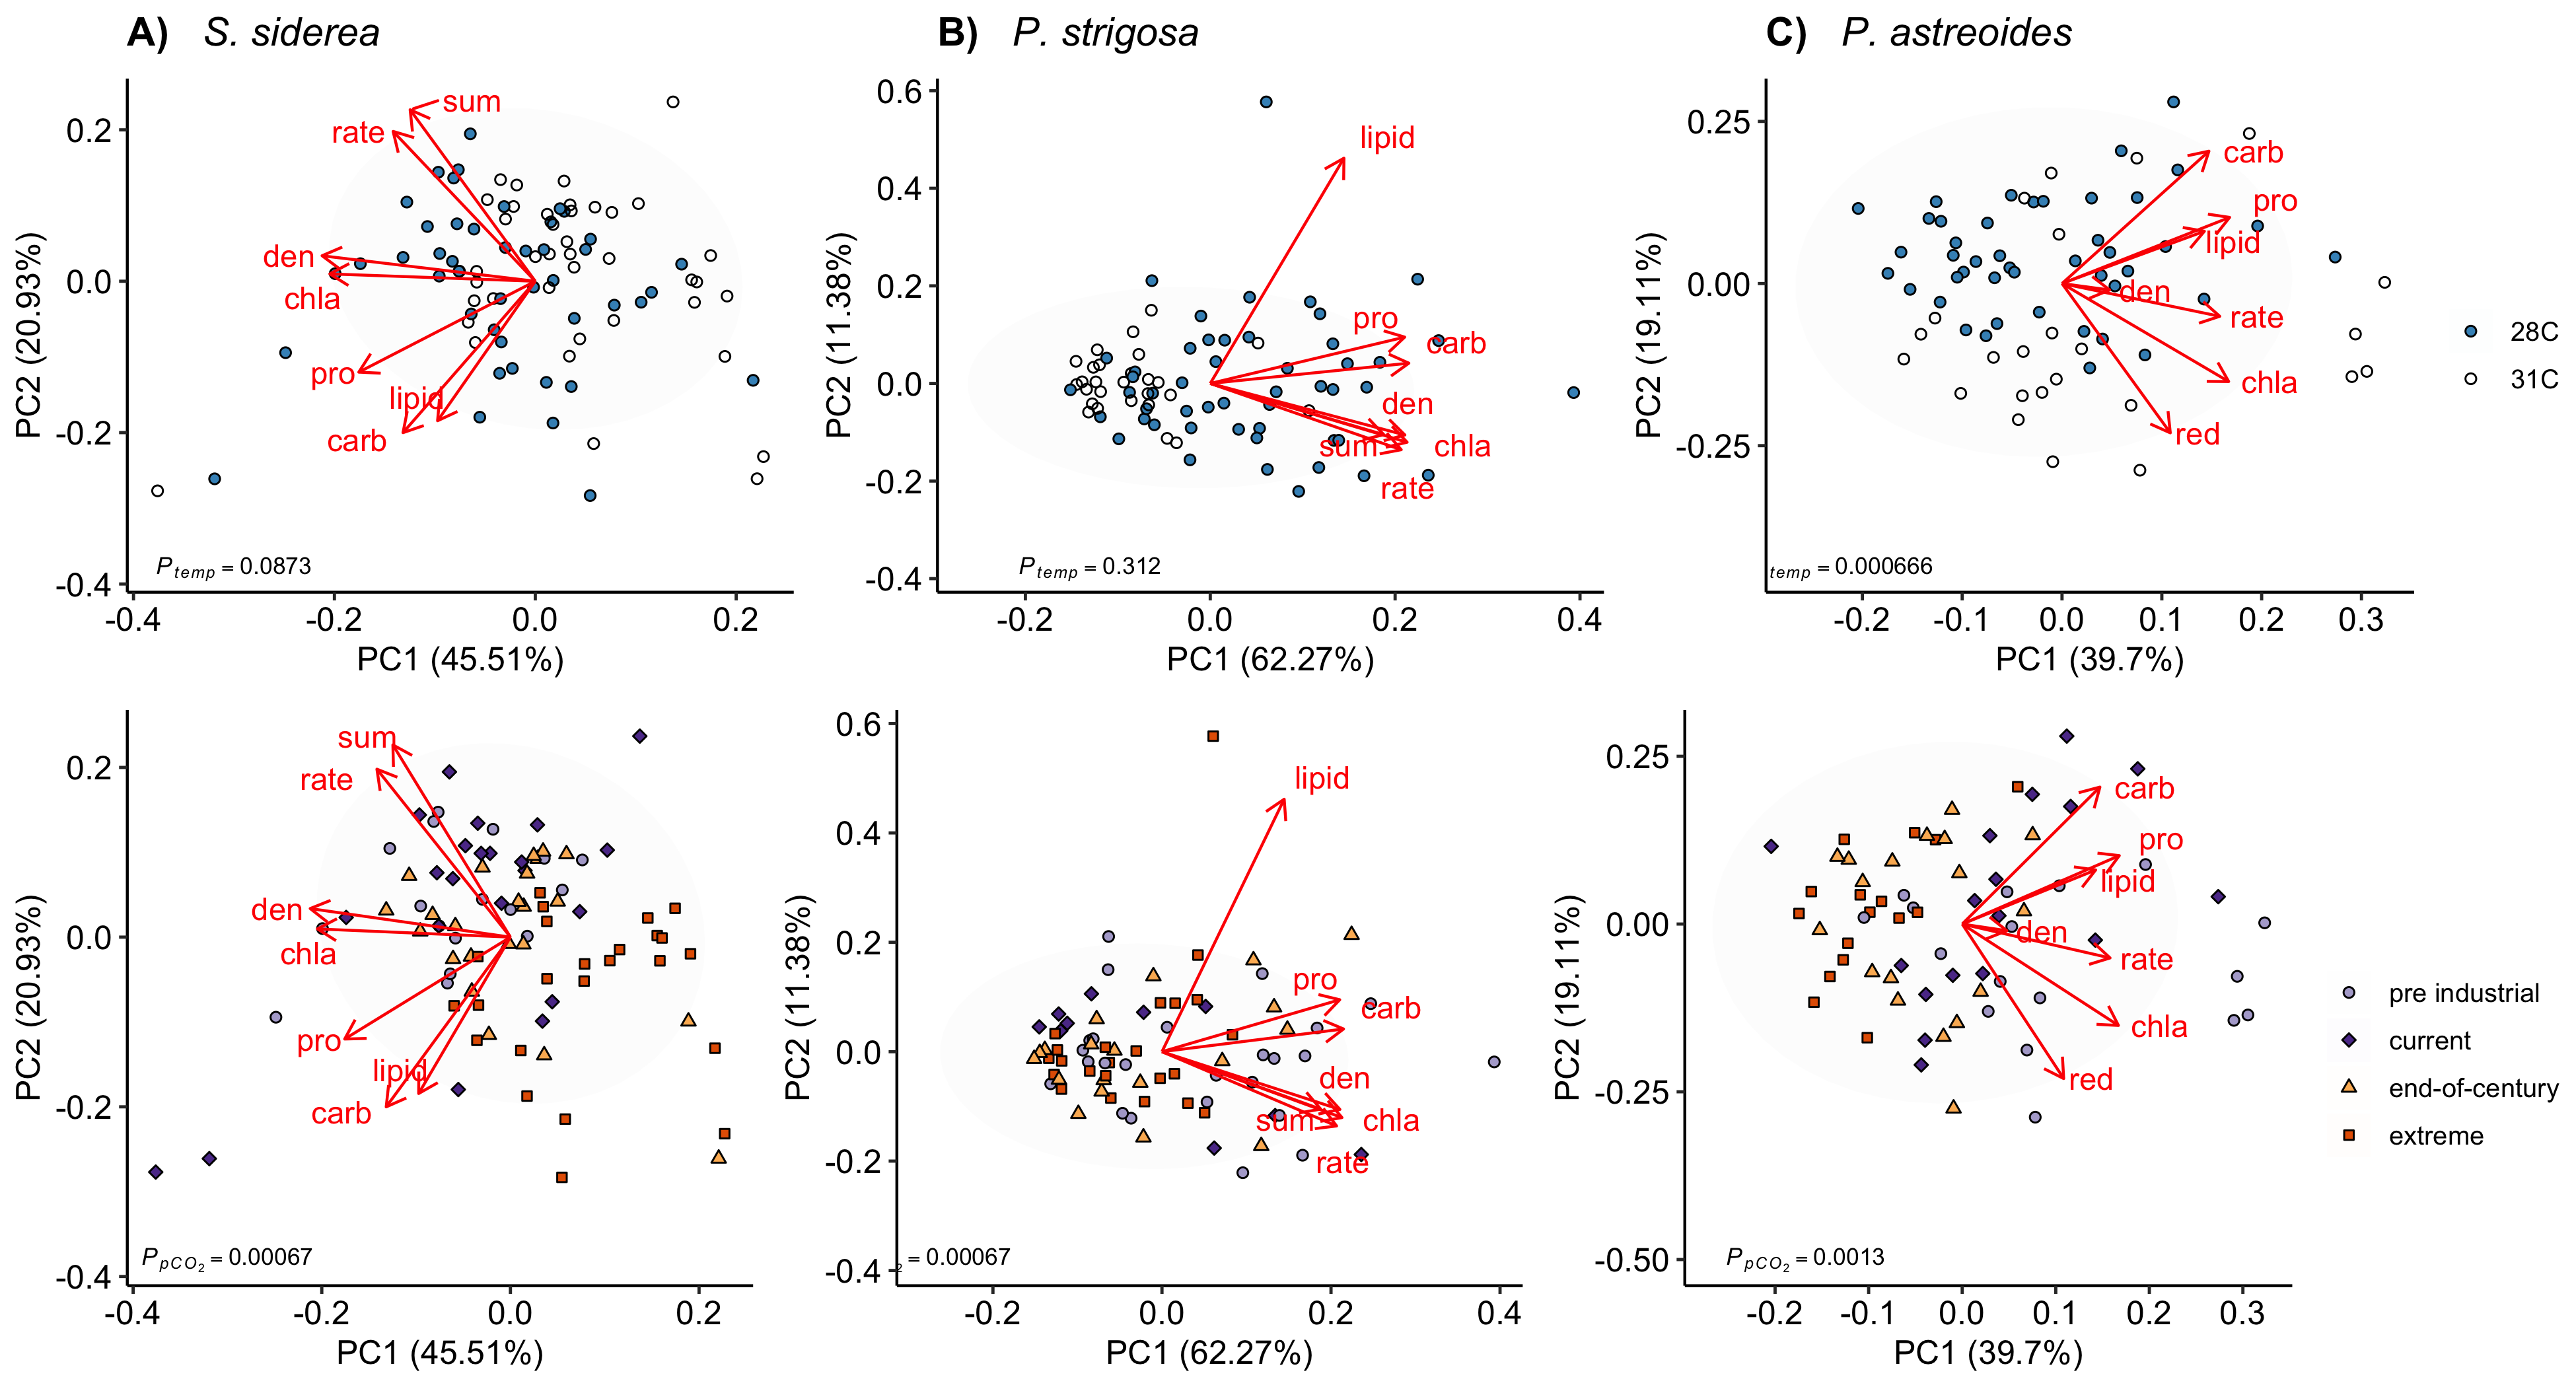 A) S. siderea
B) P. strigosa
C) P. astreoides
PC2 (20.93%)
0.2
0.0
-0.2
-0.4
sum
rate
den
chla
pro
lipid
carb
Ptemp = 0.0873
-0.4 -0.2 0.0 0.2
PC1 (45.51%)
PC2 (11.38%)
0.6
0.4
0.2
0.0
-0.2
-0.4
lipid
pro
carb
den
sum
chla
rate
Ptemp = 0.312
-0.2 0.0 0.2 0.4
PC1 (62.27%)
PC2 (19.11%)
0.25
0.00
-0.25
carb
pro
lipid
den
rate
chla
red
temp = 0.000666
-0.2 -0.1 0.0 0.1 0.2 0.3
PC1 (39.7%)
28C
31C
PC2 (20.93%)
0.2
0.0
-0.2
-0.4
sum
rate
den
chla
pro
lipid
carb
PpCO2 = 0.00067
-0.4 -0.2 0.0 0.2
PC1 (45.51%)
PC2 (11.38%)
0.6
0.4
0.2
0.0
-0.2
-0.4
lipid
pro
carb
den
sum
chla
rate
2 = 0.00067
-0.2 0.0 0.2 0.4
PC1 (62.27%)
PC2 (19.11%)
0.25
0.00
-0.25
-0.50
carb
pro
lipid
den
rate
chla
red
PpCO2 = 0.0013
-0.2 -0.1 0.0 0.1 0.2 0.3
PC1 (39.7%)
pre industrial
current
end-of-century
extreme